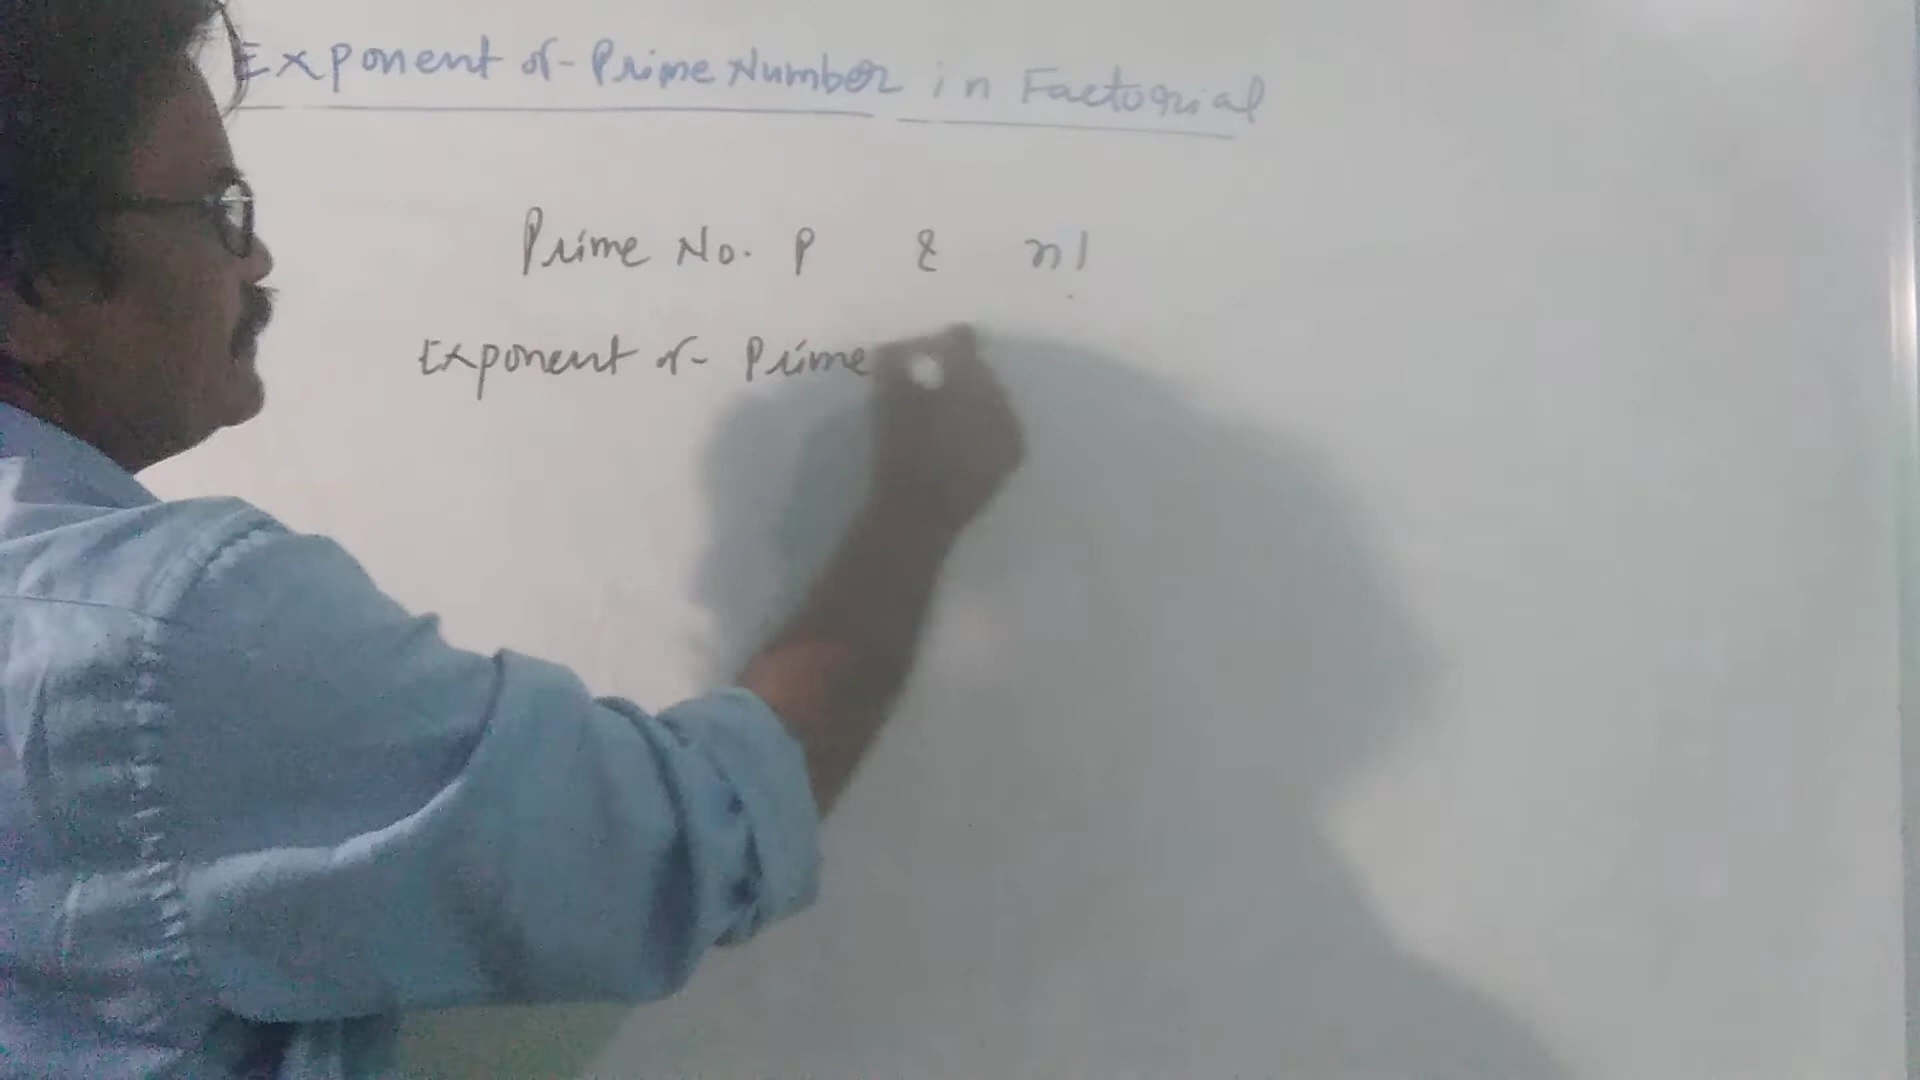 Exponent of Prime Number in Factorial
Prime No. P & n!
Exponent of Prime